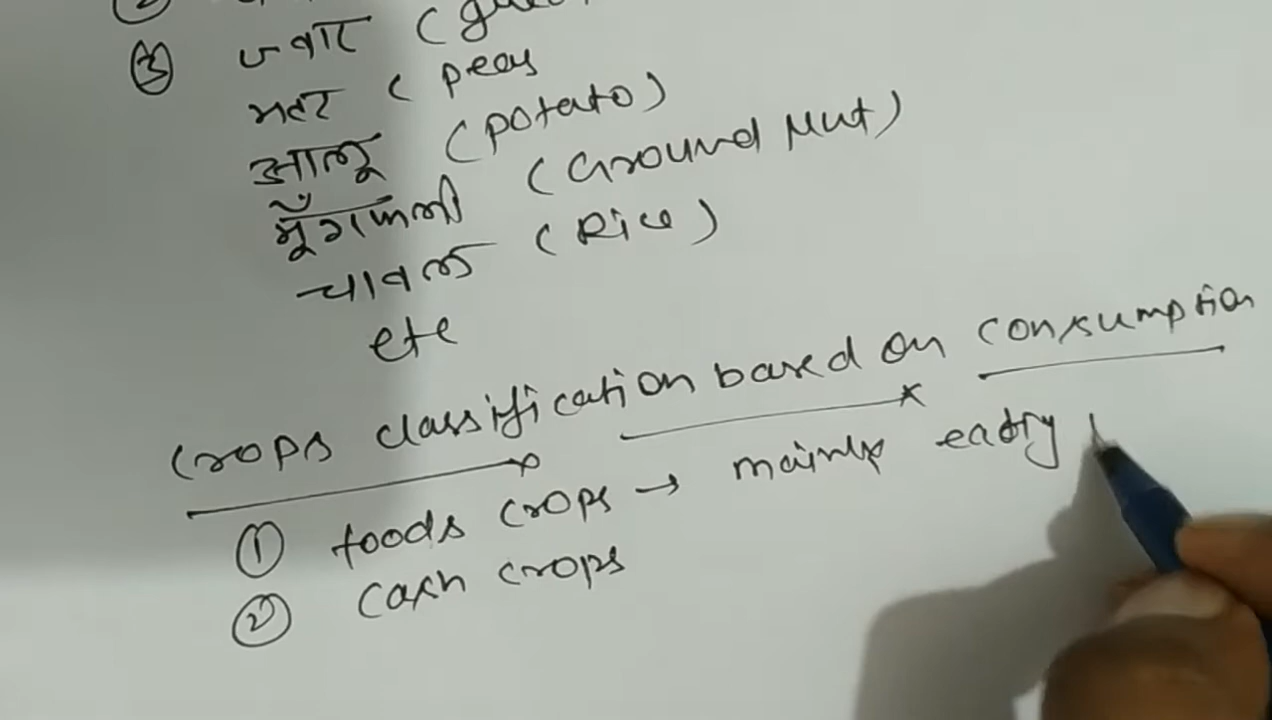 ③ ज्वार
मटर ( peas
आलू (potato)
मूँगफली (Ground Nut)
चावल (Rice)
etc
Crops classification based on consumption
① foods crops → mainly
② Cash crops